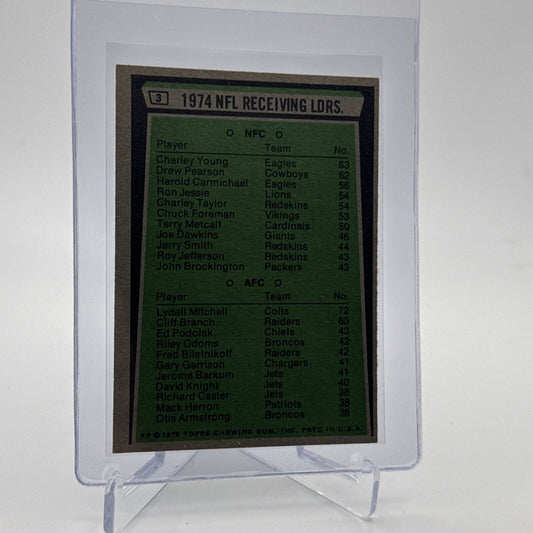 3 1974 NFL RECEIVING LDRS.
NFC
Player Team No.
Charley Young Eagles 63
Drew Pearson Cowboys 62
Harold Carmichael Eagles 56
Ron Jessie Lions 54
Charley Taylor Redskins 54
Chuck Foreman Vikings 53
Terry Metcalf Cardinals 50
Joe Dawkins Giants 46
Jerry Smith Redskins 44
Roy Jefferson Redskins 43
John Brockington Packers 43
AFC
Player Team No.
Lydell Mitchell Colts 72
Cliff Branch Raiders 60
Ed Podolak Chiefs 43
Riley Odoms Broncos 42
Fred Biletnikoff Raiders 42
Gary Garrison Chargers 41
Jerome Barkum Jets 41
David Knight Jets 40
Richard Caster Jets 38
Mack Herron Patriots 38
Otis Armstrong Broncos 38
** © 1975 TOPPS CHEWING GUM, INC. PRTD IN U.S.A.